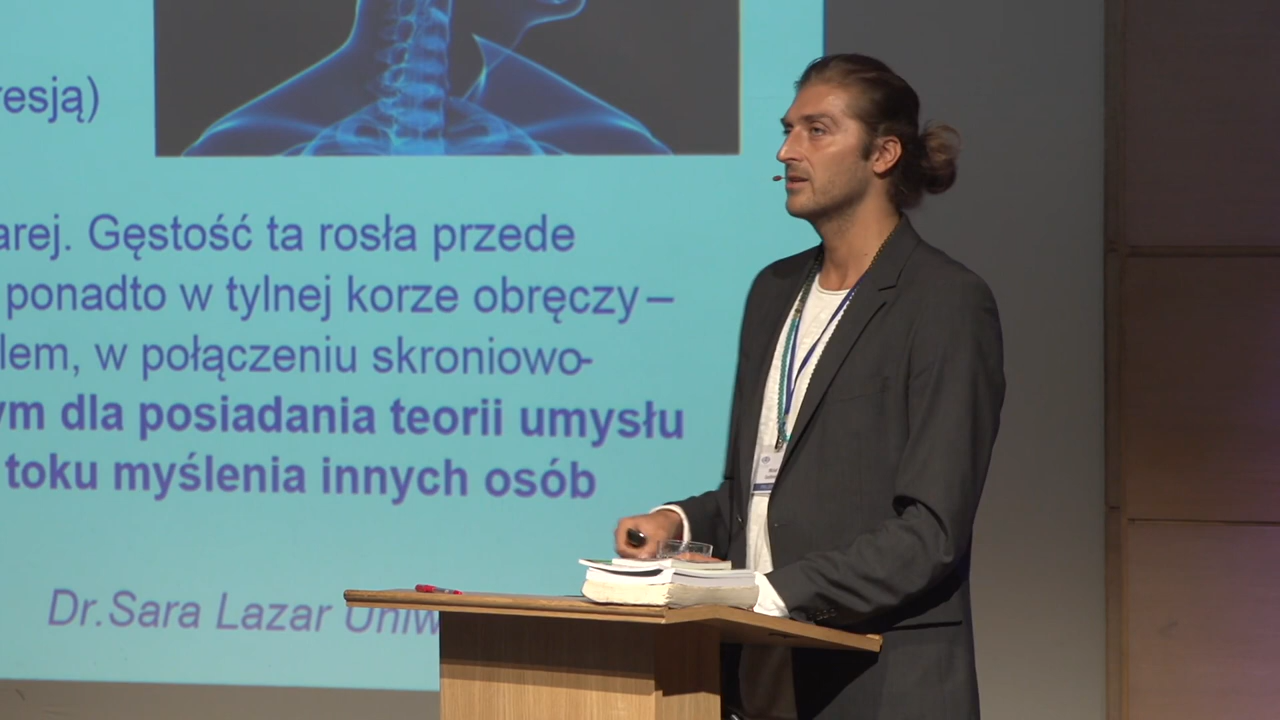 resją)
arej. Gęstość ta rosła przede
ponadto w tylnej korze obręczy –
lem, w połączeniu skroniowo-
ym dla posiadania teorii umysłu
toku myślenia innych osób
Dr.Sara Lazar Uniw